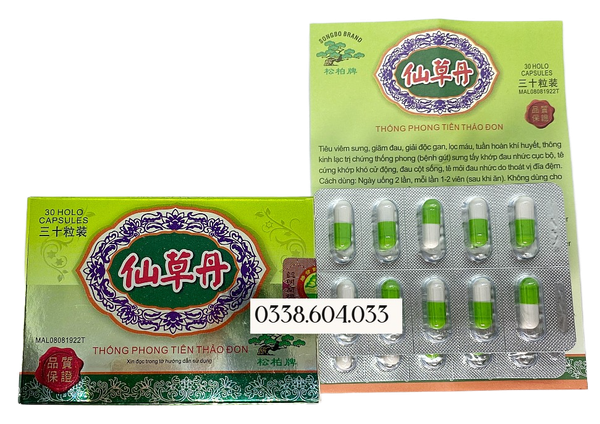 SONGBO BRAND
松柏牌
仙草丹
30 HOLO
CAPSULES
三十粒装
MAL08081922T
品質
保證
THỐNG PHONG TIÊN THẢO ĐON
Tiêu viêm sưng, giảm đau, giải độc gan, lọc máu, tuần hoàn khí huyết, thông
kinh lạc trị chứng thống phong (bệnh gút) sưng tấy khớp đau nhức cục bộ, tê
cứng khớp khó cử động, đau cột sống, tê mỏi đau nhức do thoát vị đĩa đệm.
Cách dùng: Ngày uống 2 lần, mỗi lần 1-2 viên (sau khi ăn). Không dùng cho
30 HOLO
CAPSULES
三十粒装
仙草丹
MAL08081922T
0338.604.033
THỐNG PHONG TIÊN THẢO ĐON
Xin đọc trong tờ hướng dẫn sử dụng
品質
保證
松柏牌